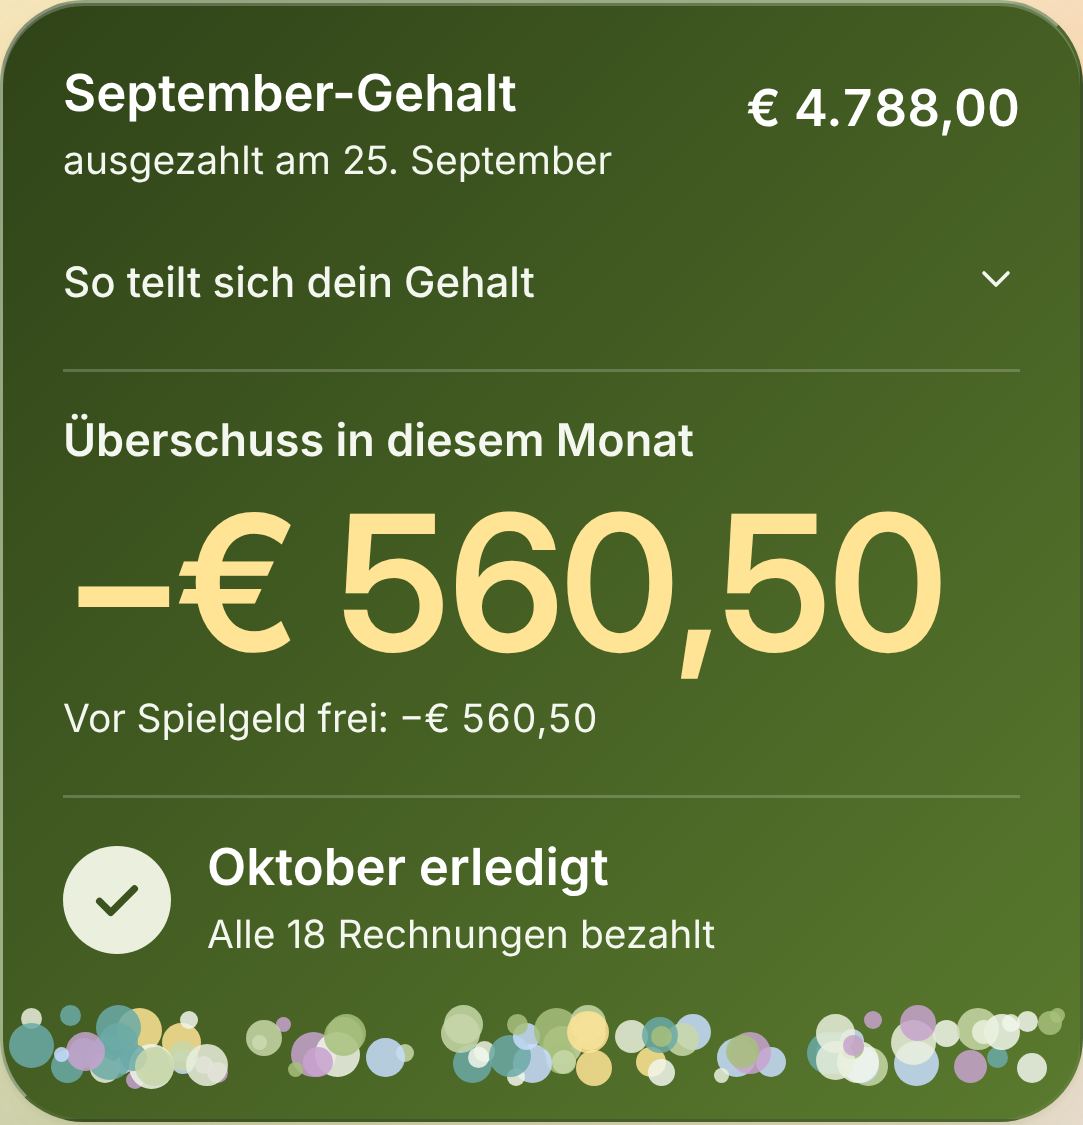 September-Gehalt
€ 4.788,00
ausgezahlt am 25. September
So teilt sich dein Gehalt
Überschuss in diesem Monat
−€ 560,50
Vor Spielgeld frei: −€ 560,50
Oktober erledigt
Alle 18 Rechnungen bezahlt